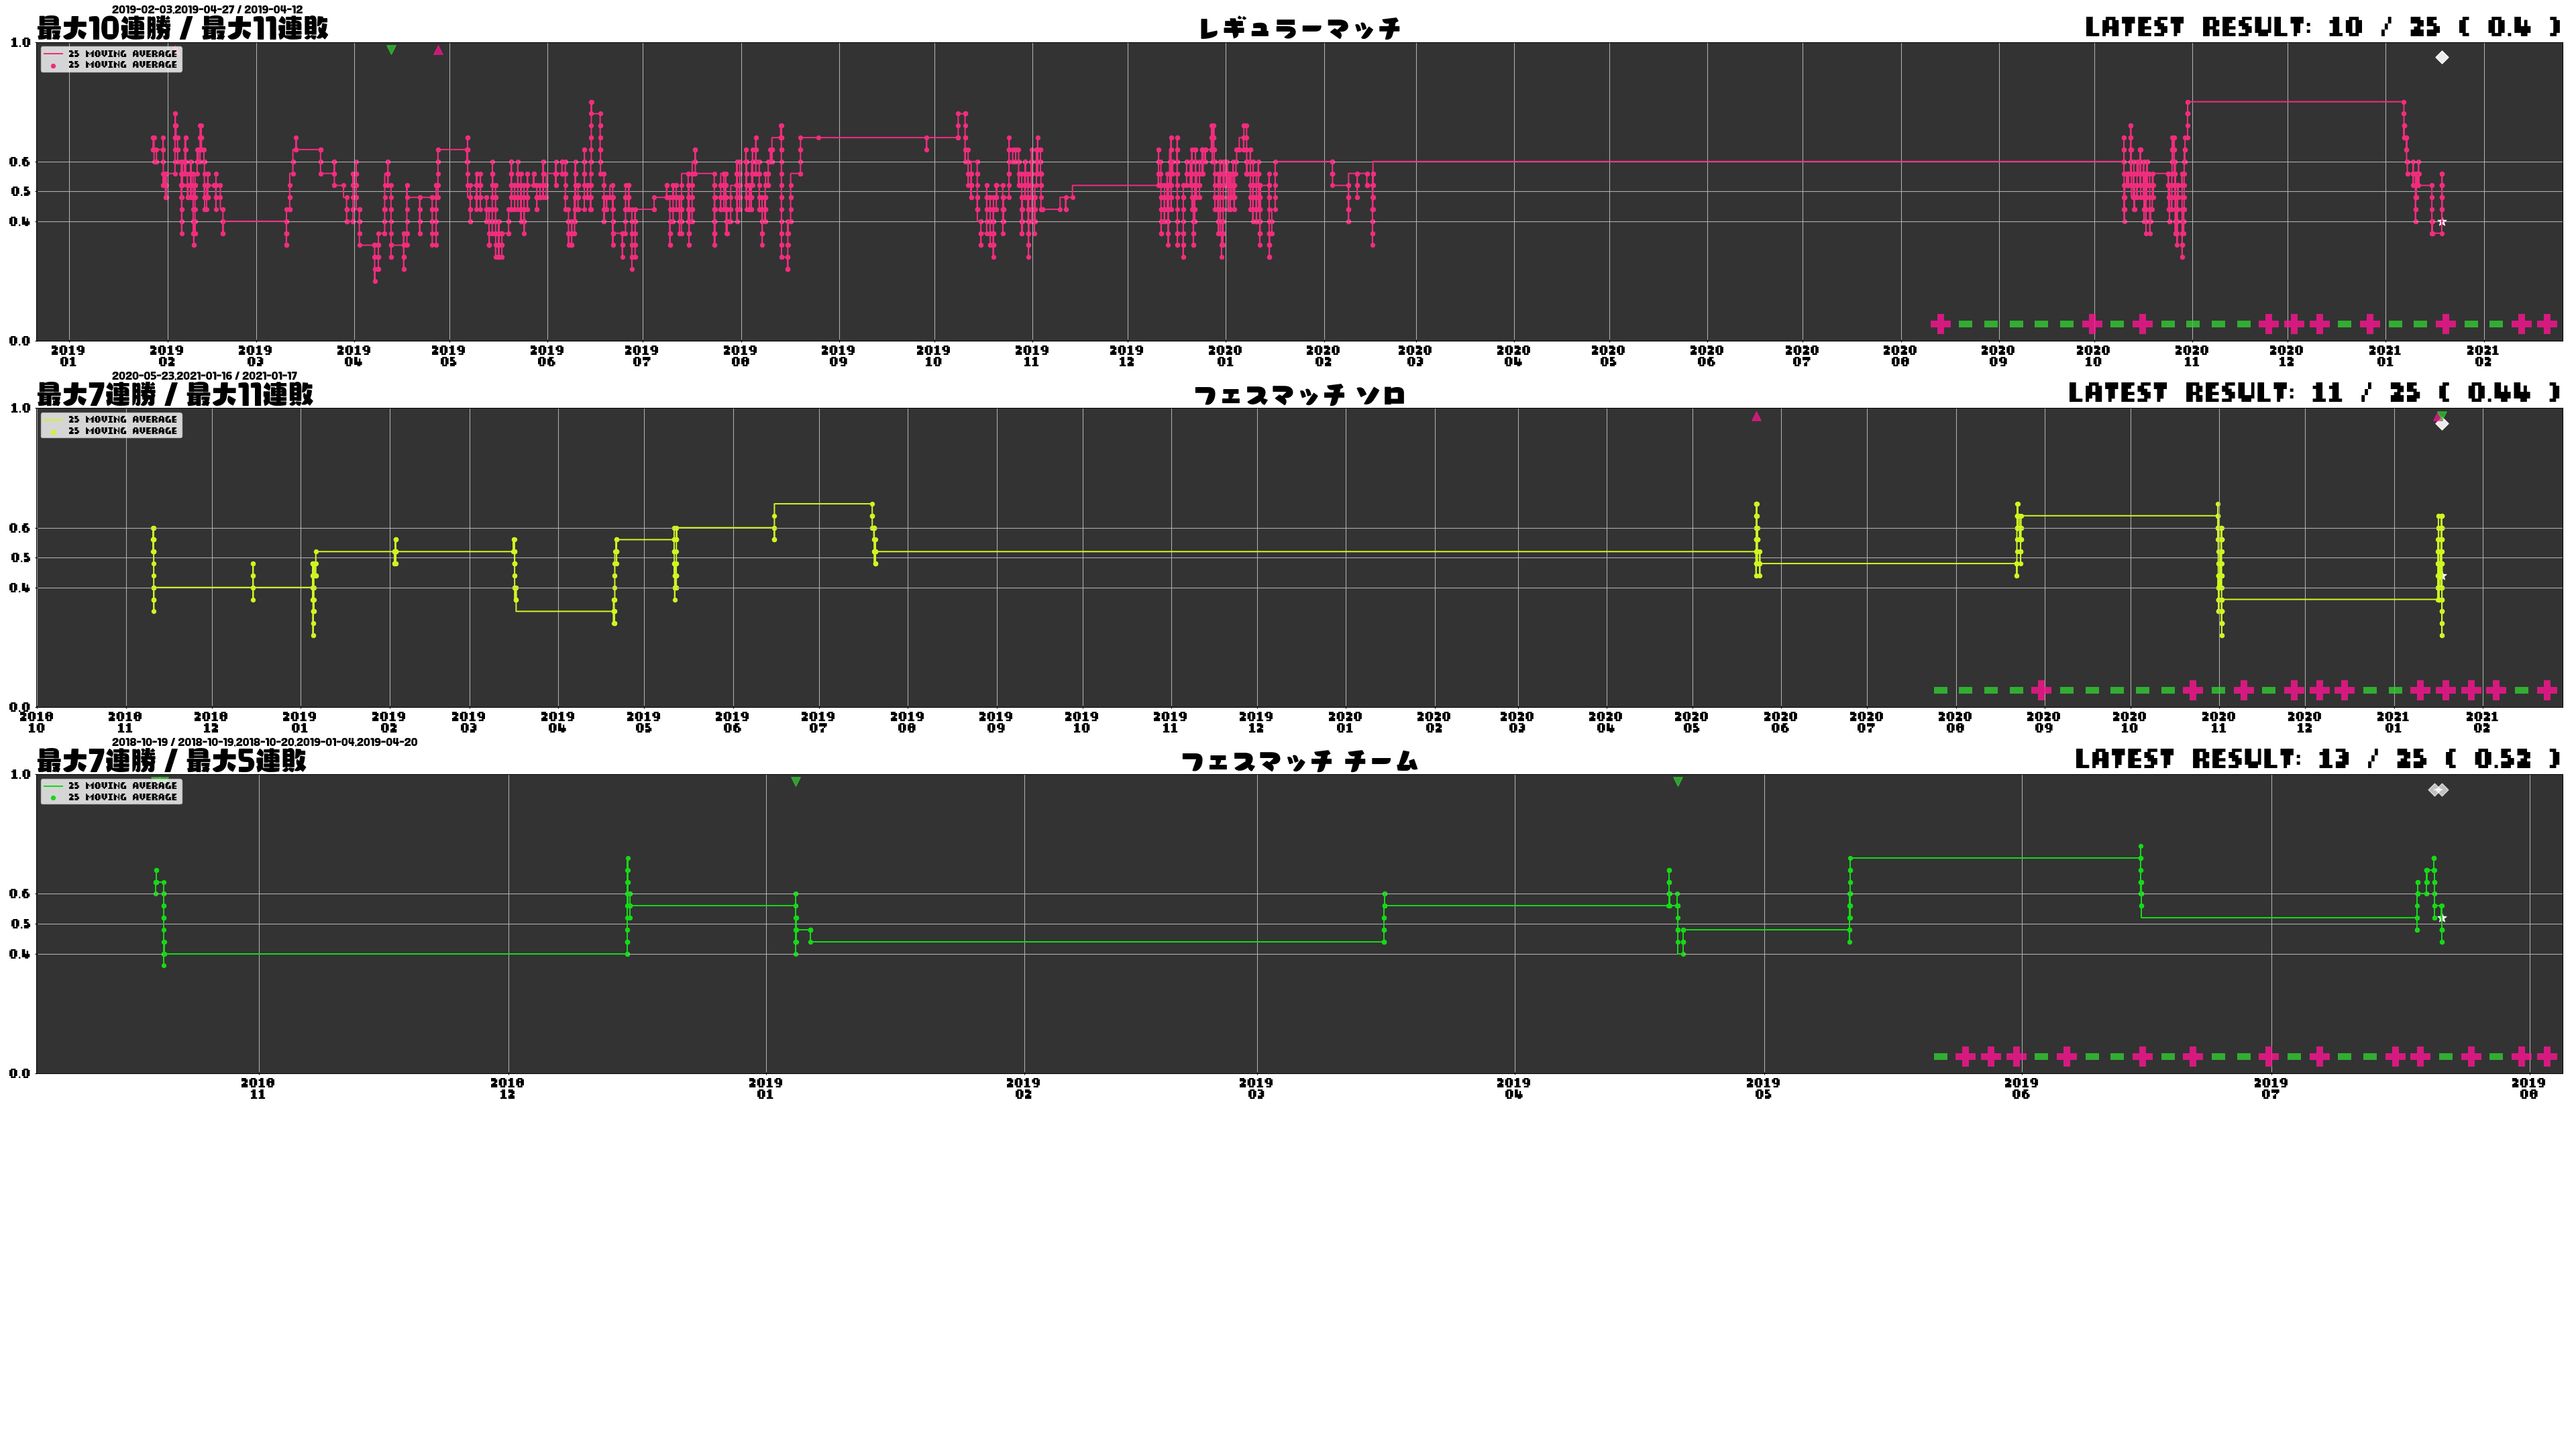 2019-02-03,2019-04-27 / 2019-04-12
最大10連勝 / 最大11連敗
レギュラーマッチ
LATEST RESULT: 10 / 25 ( 0.4 )
25 MOVING AVERAGE
25 MOVING AVERAGE
1.0
0.6
0.5
0.4
0.0
2019 2019 2019 2019 2019 2019 2019 2019 2019 2019 2019 2019 2020 2020 2020 2020 2020 2020 2020 2020 2020 2020 2020 2020 2021 2021
01 02 03 04 05 06 07 08 09 10 11 12 01 02 03 04 05 06 07 08 09 10 11 12 01 02
2020-05-23,2021-01-16 / 2021-01-17
最大7連勝 / 最大11連敗
フェスマッチ ソロ
LATEST RESULT: 11 / 25 ( 0.44 )
25 MOVING AVERAGE
25 MOVING AVERAGE
1.0
0.6
0.5
0.4
0.0
2018 2018 2018 2019 2019 2019 2019 2019 2019 2019 2019 2019 2019 2019 2019 2020 2020 2020 2020 2020 2020 2020 2020 2020 2020 2020 2020 2021 2021
10 11 12 01 02 03 04 05 06 07 08 09 10 11 12 01 02 03 04 05 06 07 08 09 10 11 12 01 02
2018-10-19 / 2018-10-19,2018-10-20,2019-01-04,2019-04-20
最大7連勝 / 最大5連敗
フェスマッチ チーム
LATEST RESULT: 13 / 25 ( 0.52 )
25 MOVING AVERAGE
25 MOVING AVERAGE
1.0
0.6
0.5
0.4
0.0
2018 2018 2019 2019 2019 2019 2019 2019 2019 2019
11 12 01 02 03 04 05 06 07 08